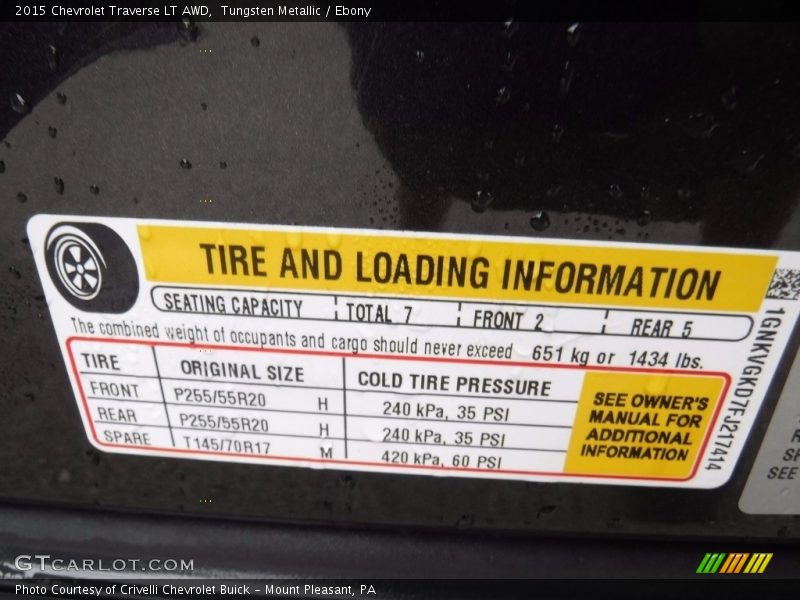 2015 Chevrolet Traverse LT AWD,  Tungsten Metallic / Ebony
TIRE AND LOADING INFORMATION
SEATING CAPACITY TOTAL 7 FRONT 2 REAR 5
The combined weight of occupants and cargo should never exceed 651 kg or 1434 lbs.
TIRE ORIGINAL SIZE COLD TIRE PRESSURE
FRONT P255/55R20 H 240 kPa, 35 PSI
REAR P255/55R20 H 240 kPa, 35 PSI
SPARE T145/70R17 M 420 kPa, 60 PSI
SEE OWNER'S
MANUAL FOR
ADDITIONAL
INFORMATION
1GNKVGKD7FJ217414
SEE
GTCARLOT.COM
Photo Courtesy of Crivelli Chevrolet Buick - Mount Pleasant, PA